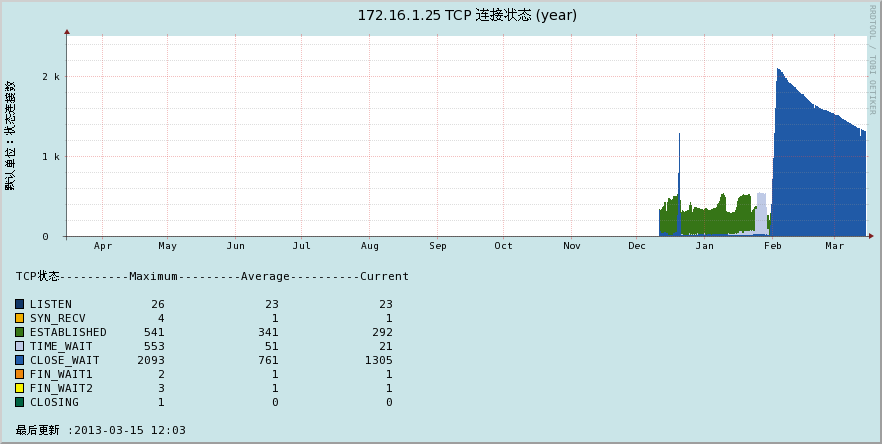 172.16.1.25 TCP 连接状态 (year)
RRDTOOL / TOBI OETIKER
默认单位：状态连接数
2 k
1 k
0
Apr May Jun Jul Aug Sep Oct Nov Dec Jan Feb Mar
TCP状态----------Maximum---------Average----------Current
LISTEN 26 23 23
SYN_RECV 4 1 1
ESTABLISHED 541 341 292
TIME_WAIT 553 51 21
CLOSE_WAIT 2093 761 1305
FIN_WAIT1 2 1 1
FIN_WAIT2 3 1 1
CLOSING 1 0 0
最后更新 :2013-03-15 12:03